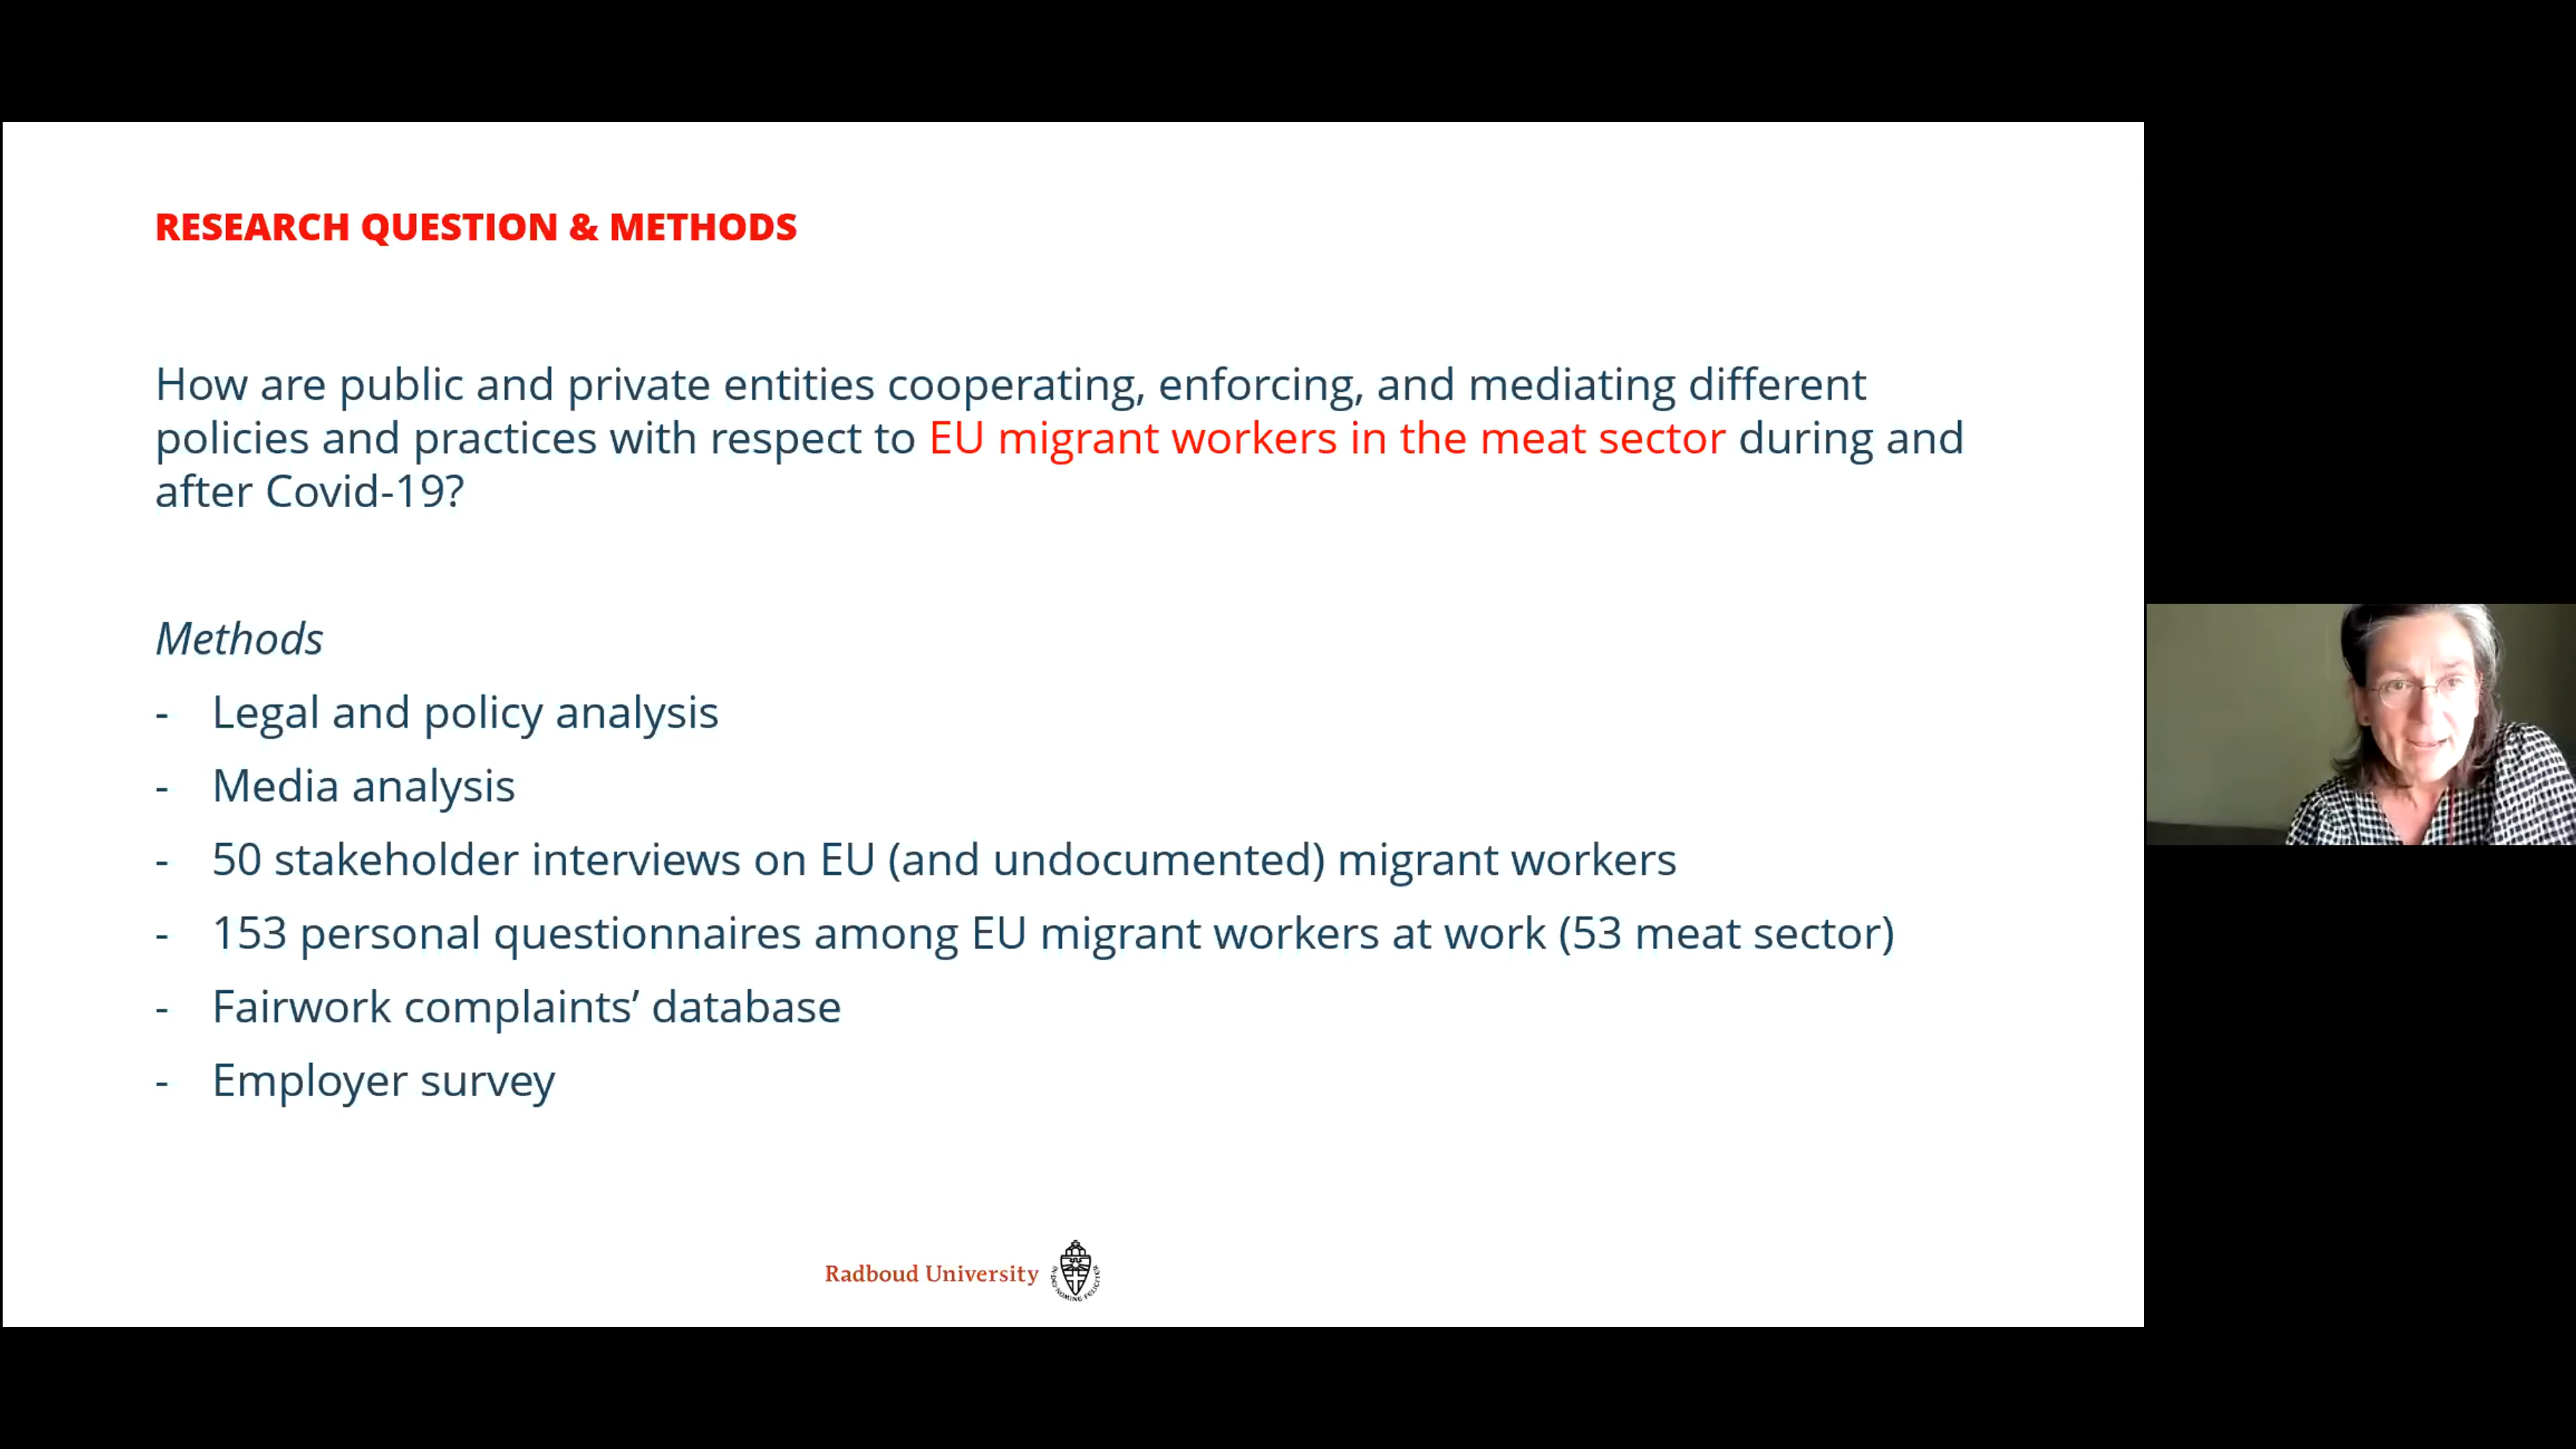 RESEARCH QUESTION & METHODS
How are public and private entities cooperating, enforcing, and mediating different
policies and practices with respect to EU migrant workers in the meat sector during and
after Covid-19?
Methods
- Legal and policy analysis
- Media analysis
- 50 stakeholder interviews on EU (and undocumented) migrant workers
- 153 personal questionnaires among EU migrant workers at work (53 meat sector)
- Fairwork complaints’ database
- Employer survey
Radboud University